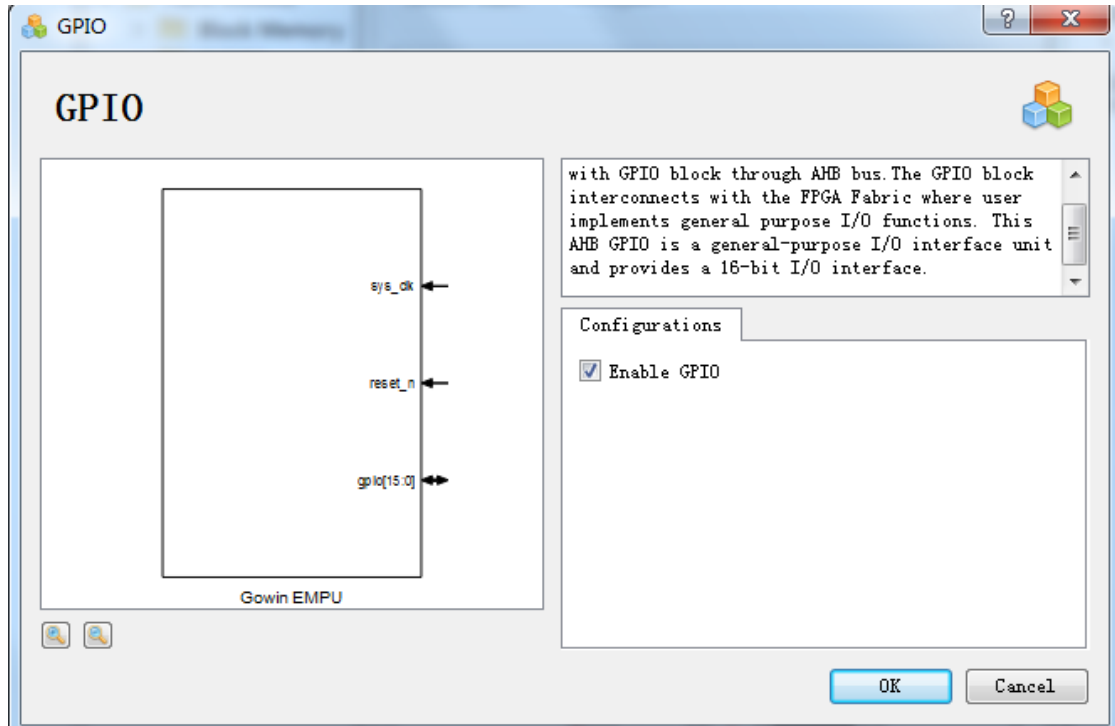 GPIO
Block Memory
?
X
GPIO
sys_clk
reset_n
gpio[15:0]
Gowin EMPU
with GPIO block through AHB bus.The GPIO block
interconnects with the FPGA Fabric where user
implements general purpose I/O functions. This
AHB GPIO is a general-purpose I/O interface unit
and provides a 16-bit I/O interface.
Configurations
Enable GPIO
OK
Cancel